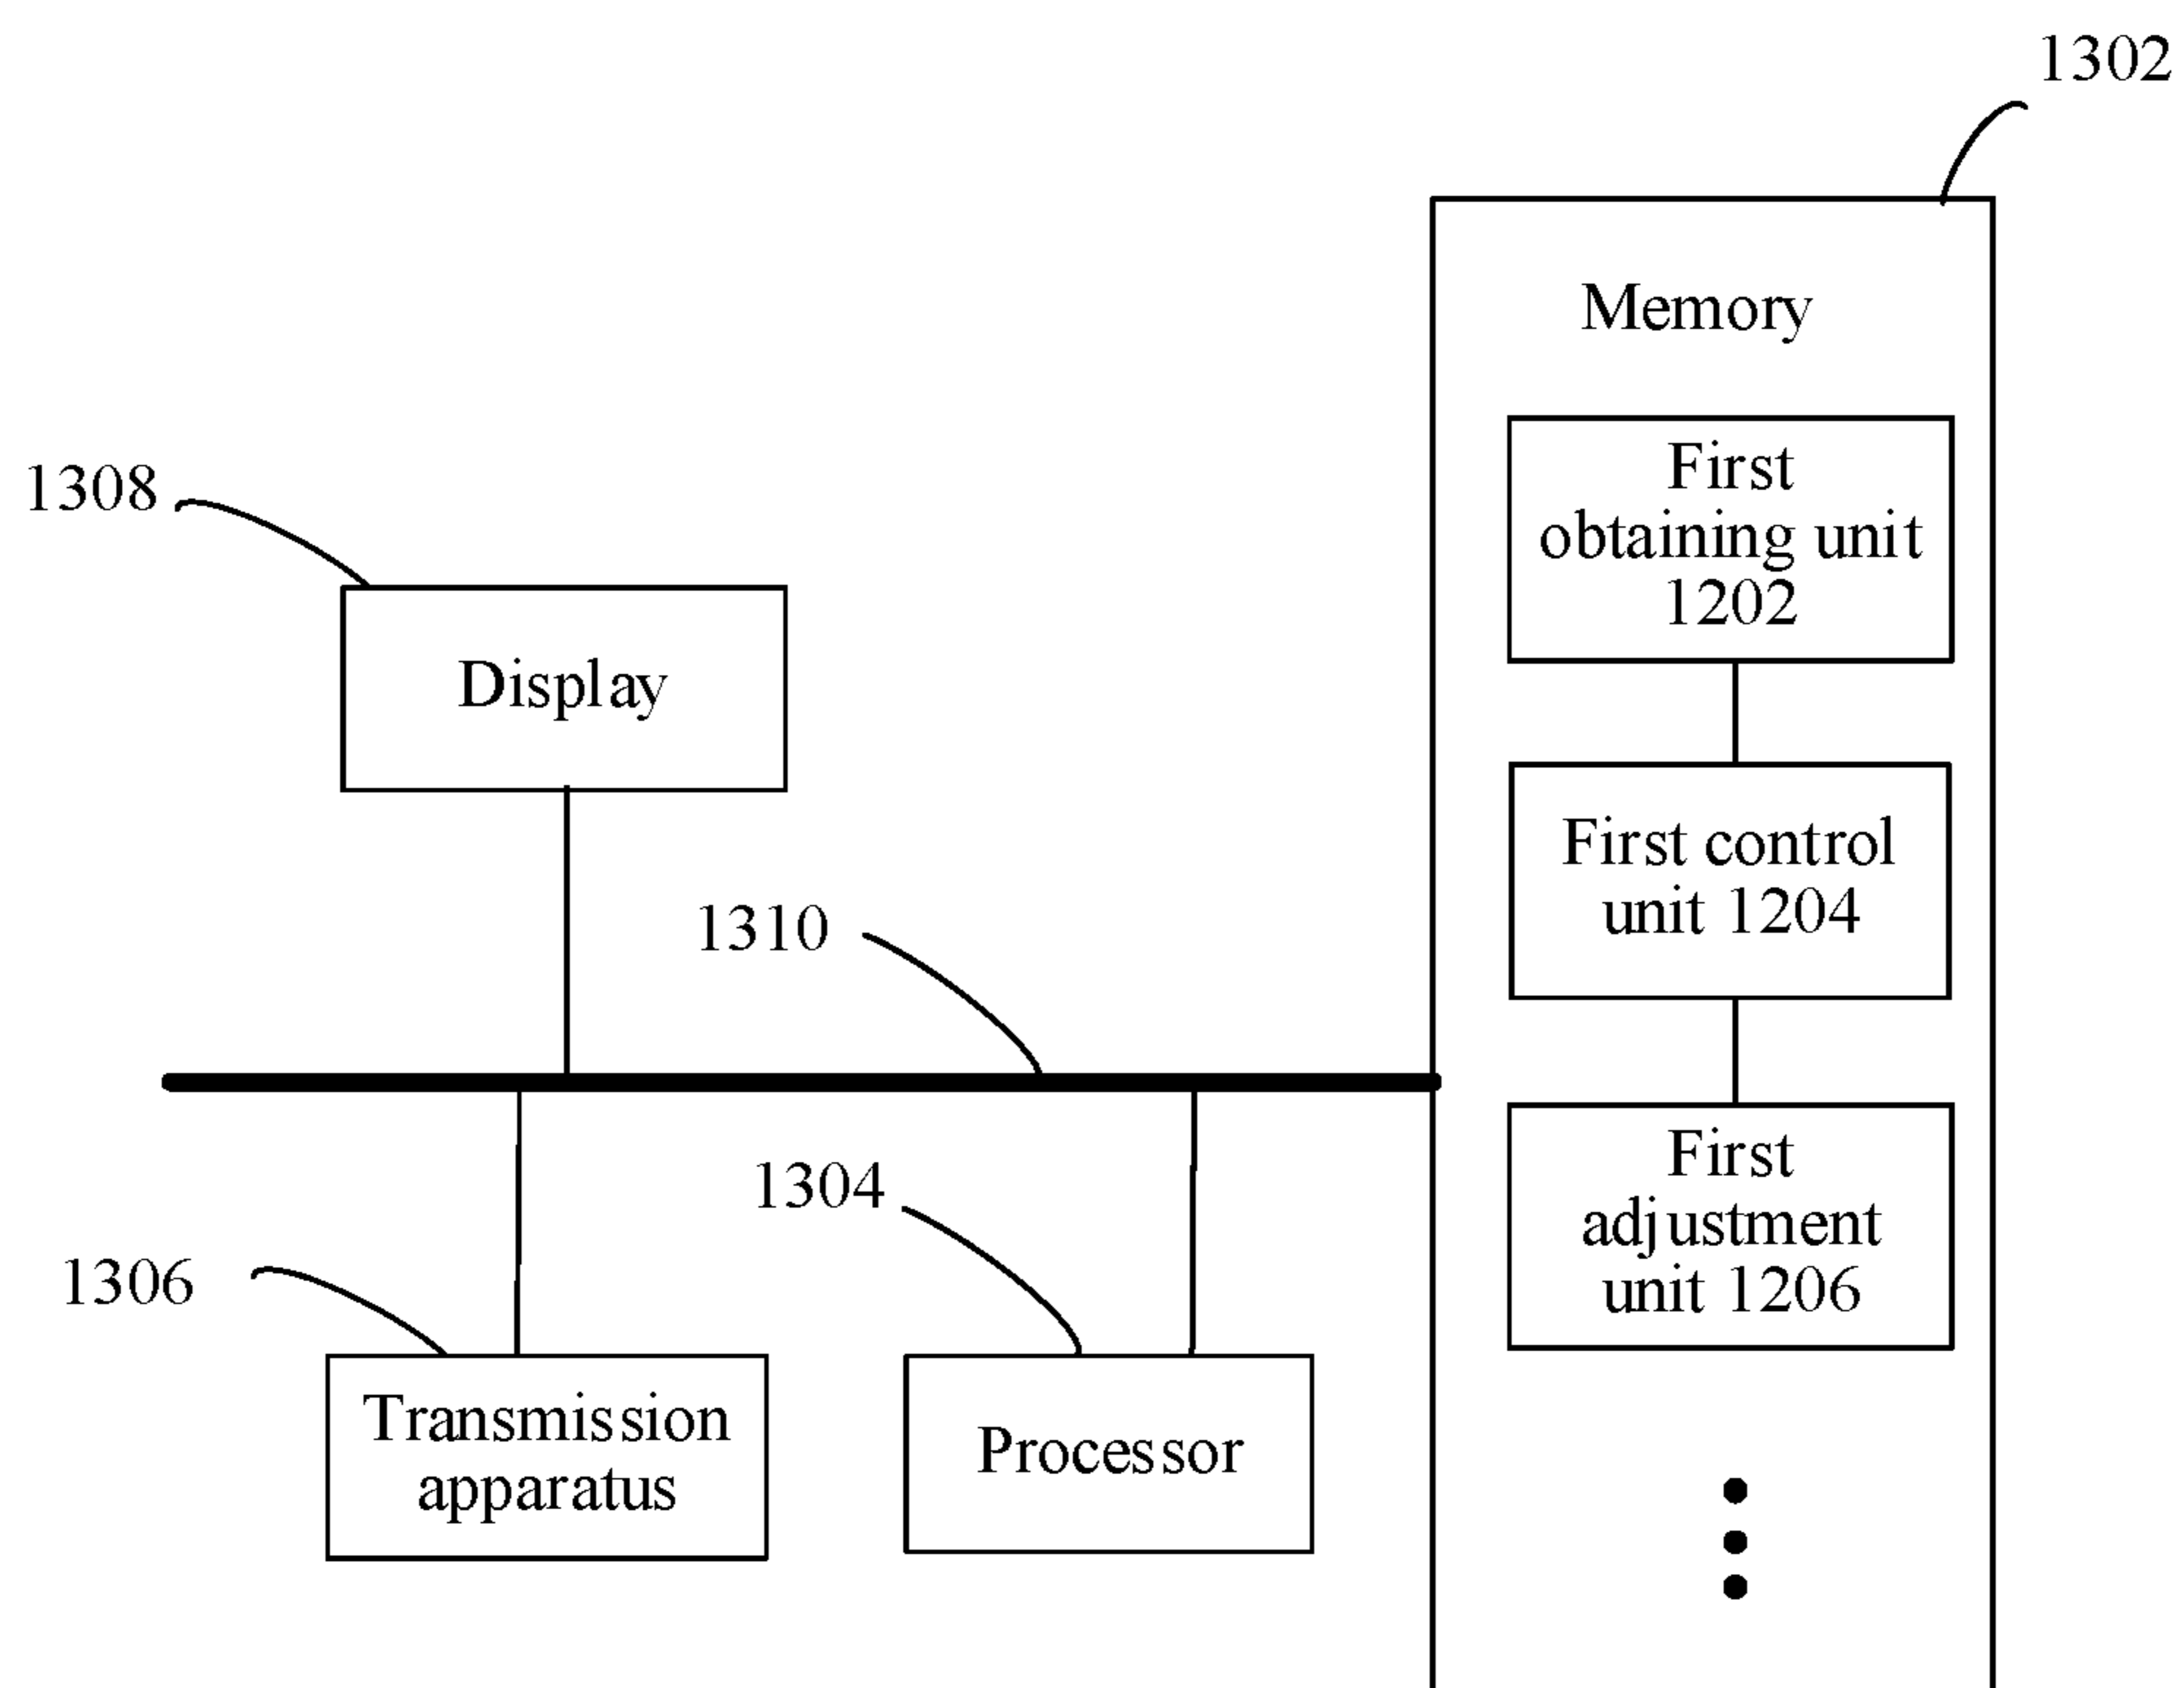 1302
Memory
First
obtaining unit
1202
1308
Display
First control
unit 1204
1310
First
adjustment
unit 1206
1304
1306
Transmission
apparatus
Processor